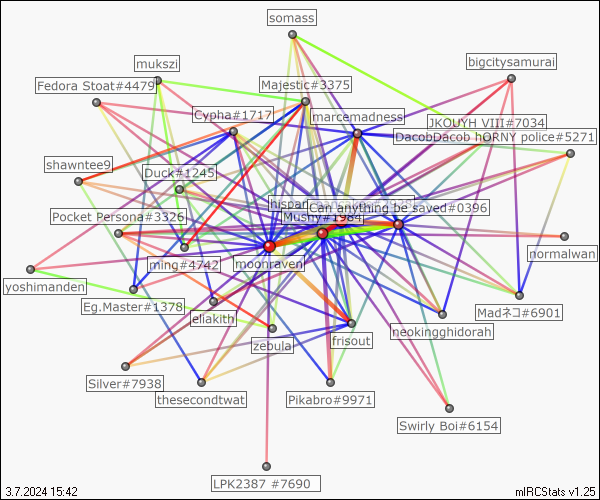 somass
mukszi
bigcitysamurai
Fedora Stoat#4479
Majestic#3375
Cypha#1717
marcemadness
JKOUYH VIII#7034
DacobDacob hORNY police#5271
shawntee9
Duck#1245
Can anything be saved#0396
Pocket Persona#3326
Mushy#1984
ming#4742
moonraven
normalwan
yoshimanden
Eg.Master#1378
eliakith
Madネコ#6901
neokingghidorah
zebula
frisout
Silver#7938
thesecondtwat
Pikabro#9971
Swirly Boi#6154
LPK2387 #7690
3.7.2024 15:42
mIRCStats v1.25